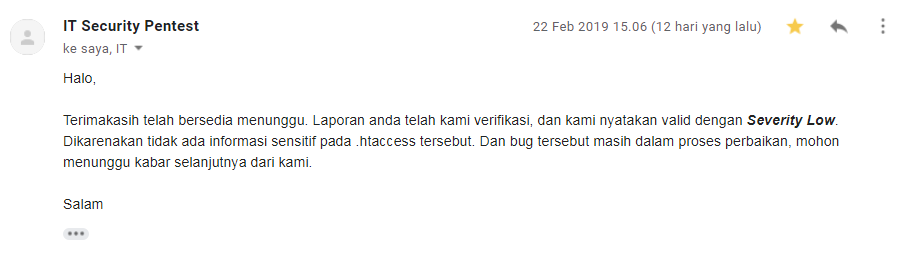 IT Security Pentest
22 Feb 2019 15.06 (12 hari yang lalu)
ke saya, IT
Halo,
Terimakasih telah bersedia menunggu. Laporan anda telah kami verifikasi, dan kami nyatakan valid dengan Severity Low.
Dikarenakan tidak ada informasi sensitif pada .htaccess tersebut. Dan bug tersebut masih dalam proses perbaikan, mohon
menunggu kabar selanjutnya dari kami.
Salam